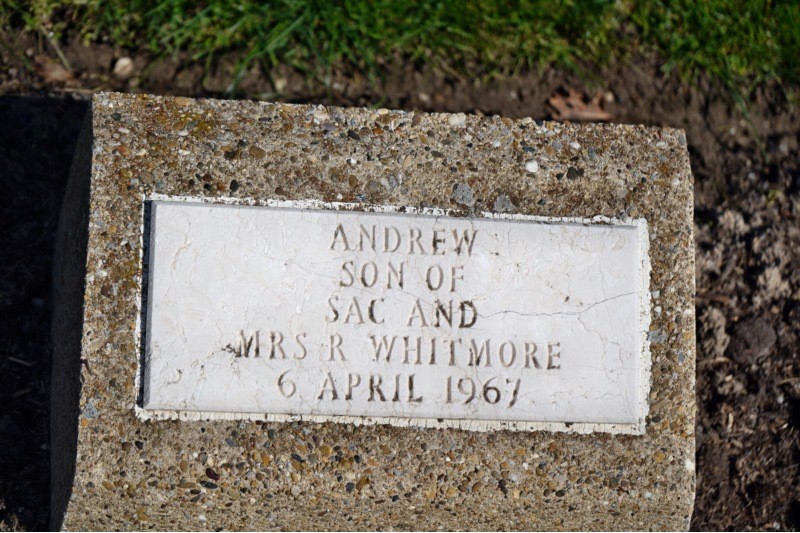 ANDREW
SON OF
SAC AND
MRS R WHITMORE
6 APRIL 1967